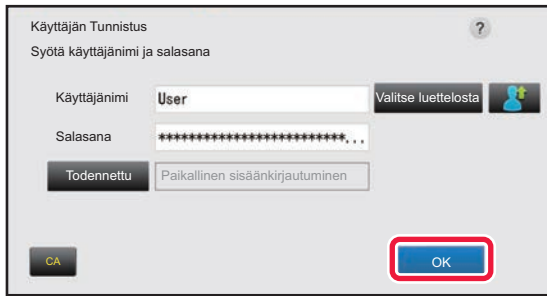 Käyttäjän Tunnistus
?
Syötä käyttäjänimi ja salasana
Käyttäjänimi User Valitse luettelosta
Salasana *************************...
Todennettu Paikallinen sisäänkirjautuminen
CA OK